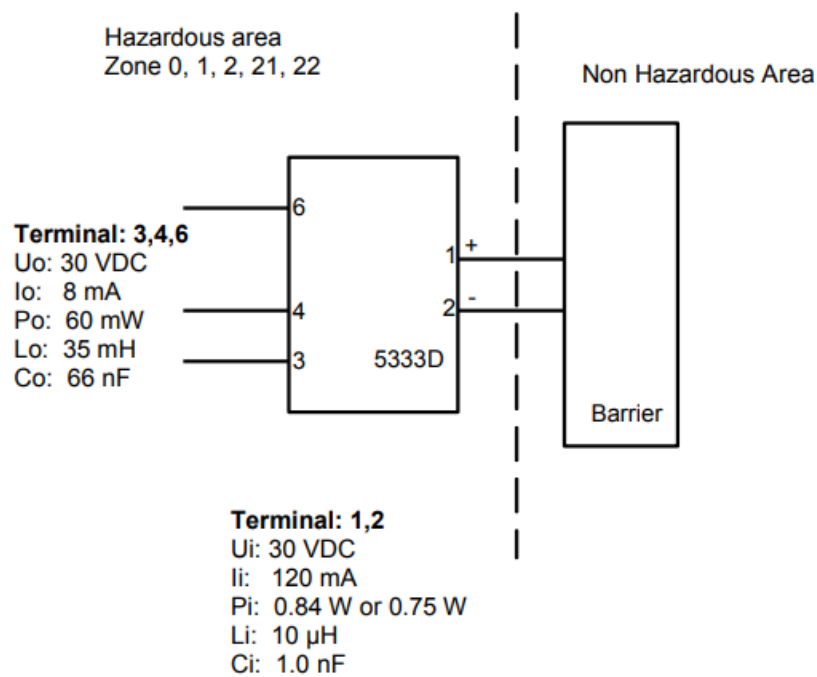 Hazardous area
Zone 0, 1, 2, 21, 22
Non Hazardous Area
6
Terminal: 3,4,6
Uo: 30 VDC
Io: 8 mA
Po: 60 mW
Lo: 35 mH
Co: 66 nF
1 +
2 -
4
3
5333D
Barrier
Terminal: 1,2
Ui: 30 VDC
Ii: 120 mA
Pi: 0.84 W or 0.75 W
Li: 10 µH
Ci: 1.0 nF